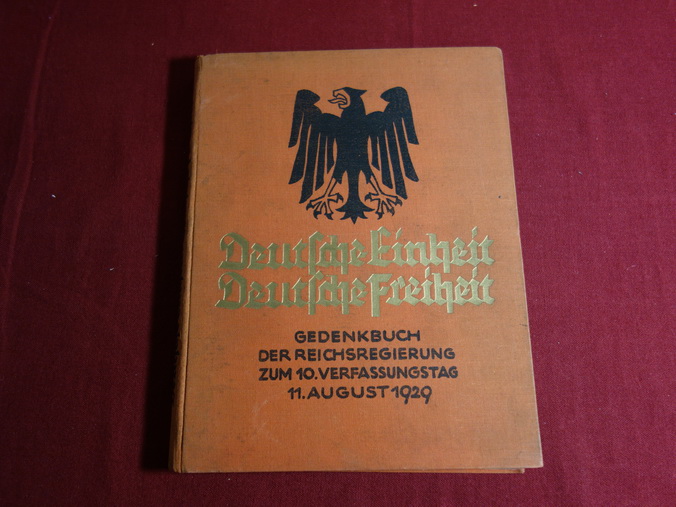 Deutſche Einheit
Deutſche Freiheit
GEDENKBUCH
DER REICHSREGIERUNG
ZUM 10. VERFASSUNGSTAG
11. AUGUST 1929